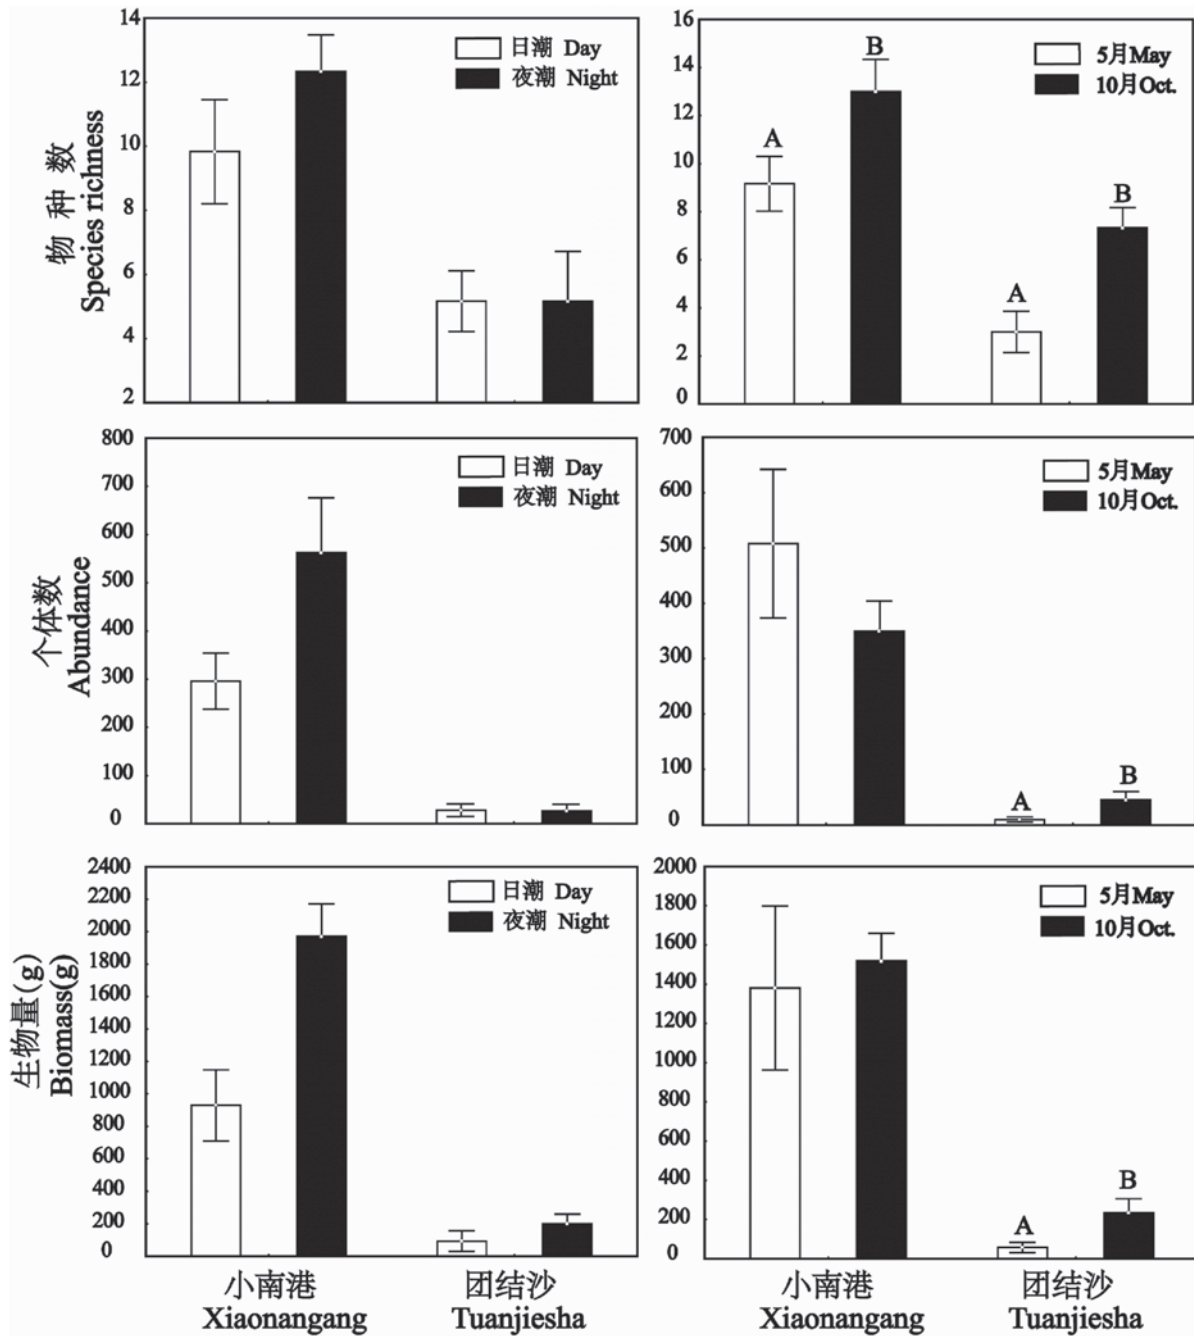 物种数
Species richness
14
12
10
8
6
4
2
日潮 Day
夜潮 Night
16
14
12
10
8
6
4
2
0
5月May
10月Oct.
A
B
A
B
个体数
Abundance
800
700
600
500
400
300
200
100
0
日潮 Day
夜潮 Night
700
600
500
400
300
200
100
0
5月May
10月Oct.
A
B
生物量(g)
Biomass(g)
2400
2200
2000
1800
1600
1400
1200
1000
800
600
400
200
0
日潮 Day
夜潮 Night
2000
1800
1600
1400
1200
1000
800
600
400
200
0
5月May
10月Oct.
A
B
小南港
Xiaonangang
团结沙
Tuanjiesha
小南港
Xiaonangang
团结沙
Tuanjiesha